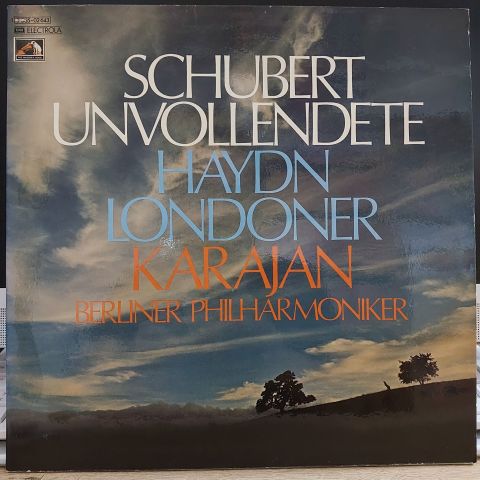 ELECTROLA
SCHUBERT
UNVOLLENDETE
HAYDN
LONDONER
KARAJAN
BERLINER PHILHARMONIKER